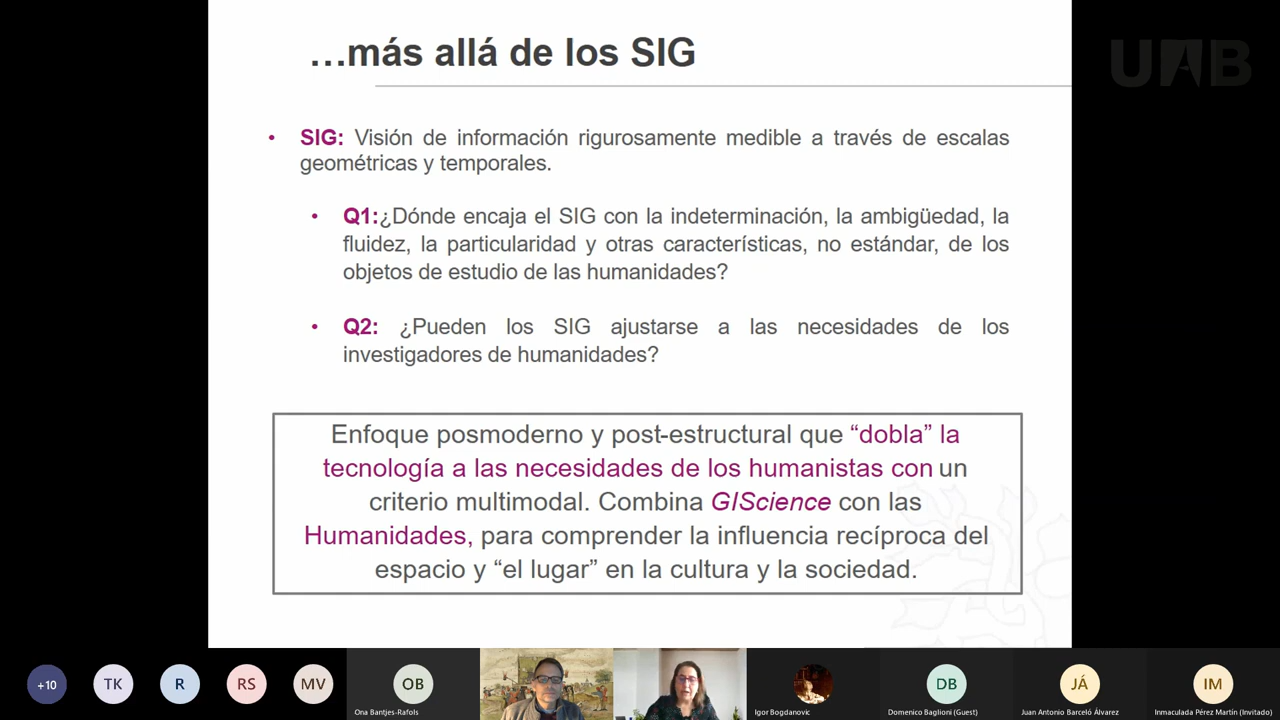 …más allá de los SIG
UAB
• SIG: Visión de información rigurosamente medible a través de escalas
geométricas y temporales.
• Q1:¿Dónde encaja el SIG con la indeterminación, la ambigüedad, la
fluidez, la particularidad y otras características, no estándar, de los
objetos de estudio de las humanidades?
• Q2: ¿Pueden los SIG ajustarse a las necesidades de los
investigadores de humanidades?
Enfoque posmoderno y post-estructural que “dobla” la
tecnología a las necesidades de los humanistas con un
criterio multimodal. Combina GIScience con las
Humanidades, para comprender la influencia recíproca del
espacio y “el lugar” en la cultura y la sociedad.
+10
TK
R
RS
MV
OB
DB
JÁ
IM
Ona Bantjes-Rafols
Igor Bogdanovic
Domenico Baglioni (Guest)
Juan Antonio Barceló Álvarez
Inmaculada Pérez Martín (Invitado)